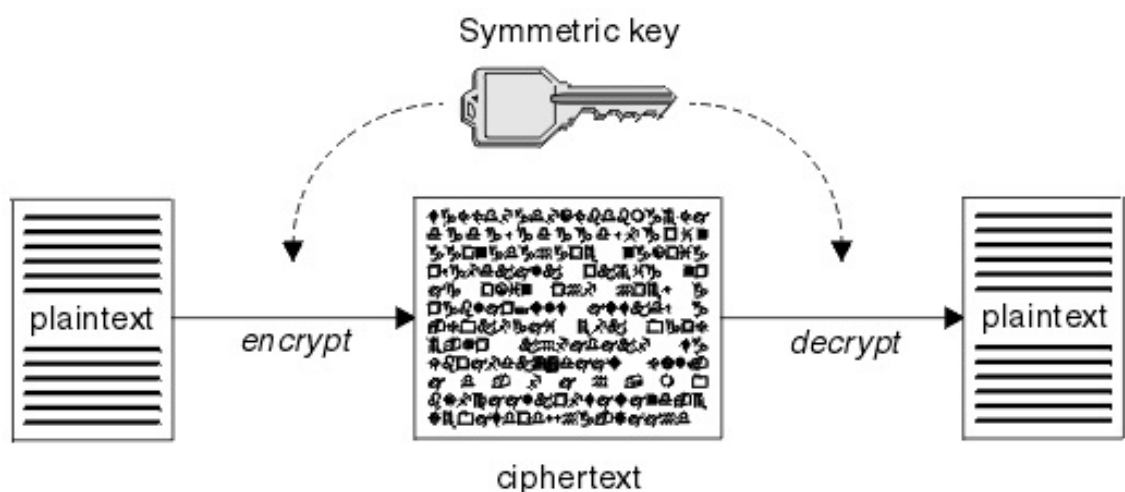 Symmetric key
plaintext
encrypt
decrypt
plaintext
ciphertext